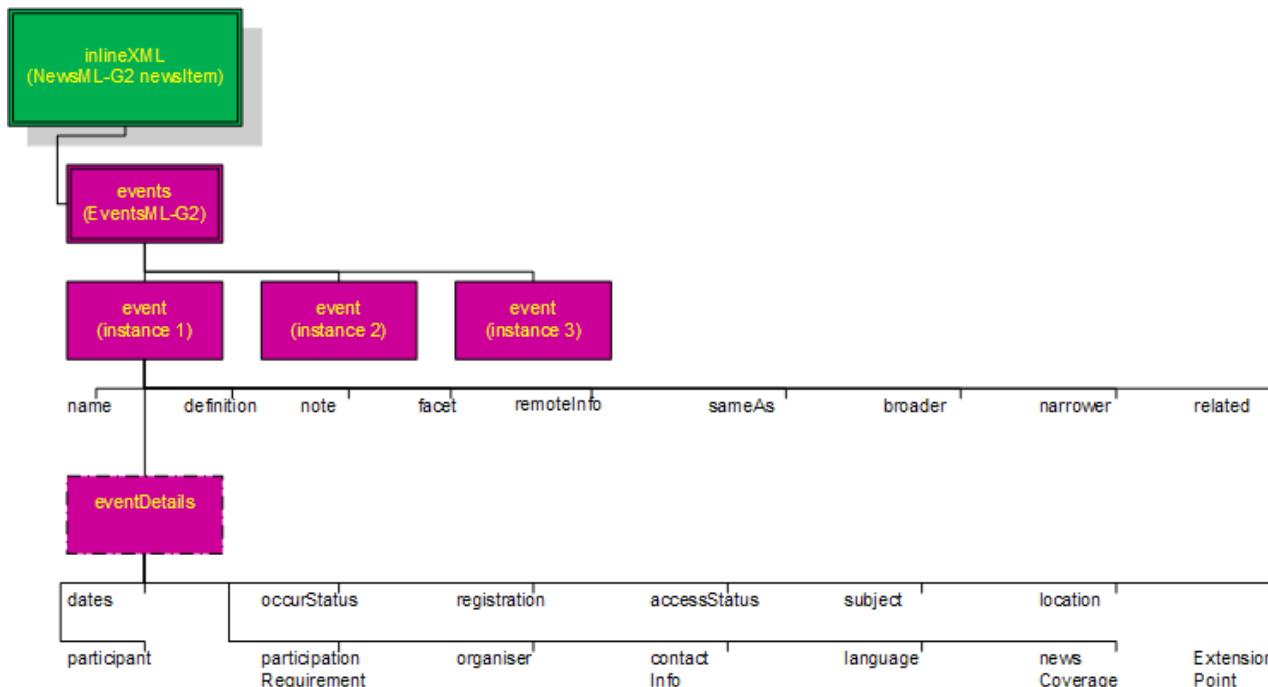 inlineXML
(NewsML-G2 newsItem)
events
(EventsML-G2)
event
(instance 1)
event
(instance 2)
event
(instance 3)
name definition note facet remoteInfo sameAs broader narrower related
eventDetails
dates occurStatus registration accessStatus subject location
participant participation organiser contact language news Extension
Requirement Info Coverage Point